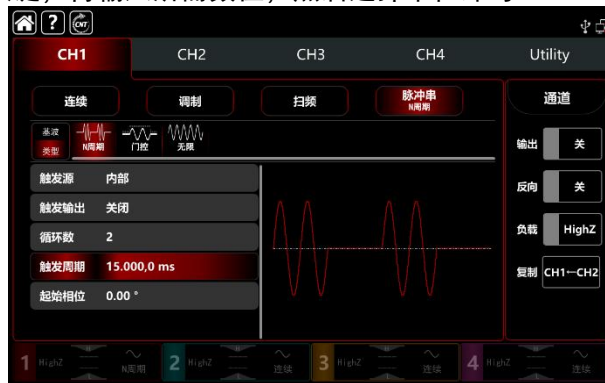 CNT
CH1 CH2 CH3 CH4 Utility
连续 调制 扫频 脉冲串 通道
N周期
基波
类型 N周期 门控 无限
输出 关
触发源 内部
反向 关
触发输出 关闭
循环数 2
负载 HighZ
触发周期 15.000,0 ms
复制 CH1←CH2
起始相位 0.00 °
1 HighZ N周期 2 HighZ 连续 3 HighZ 连续 4 HighZ 连续